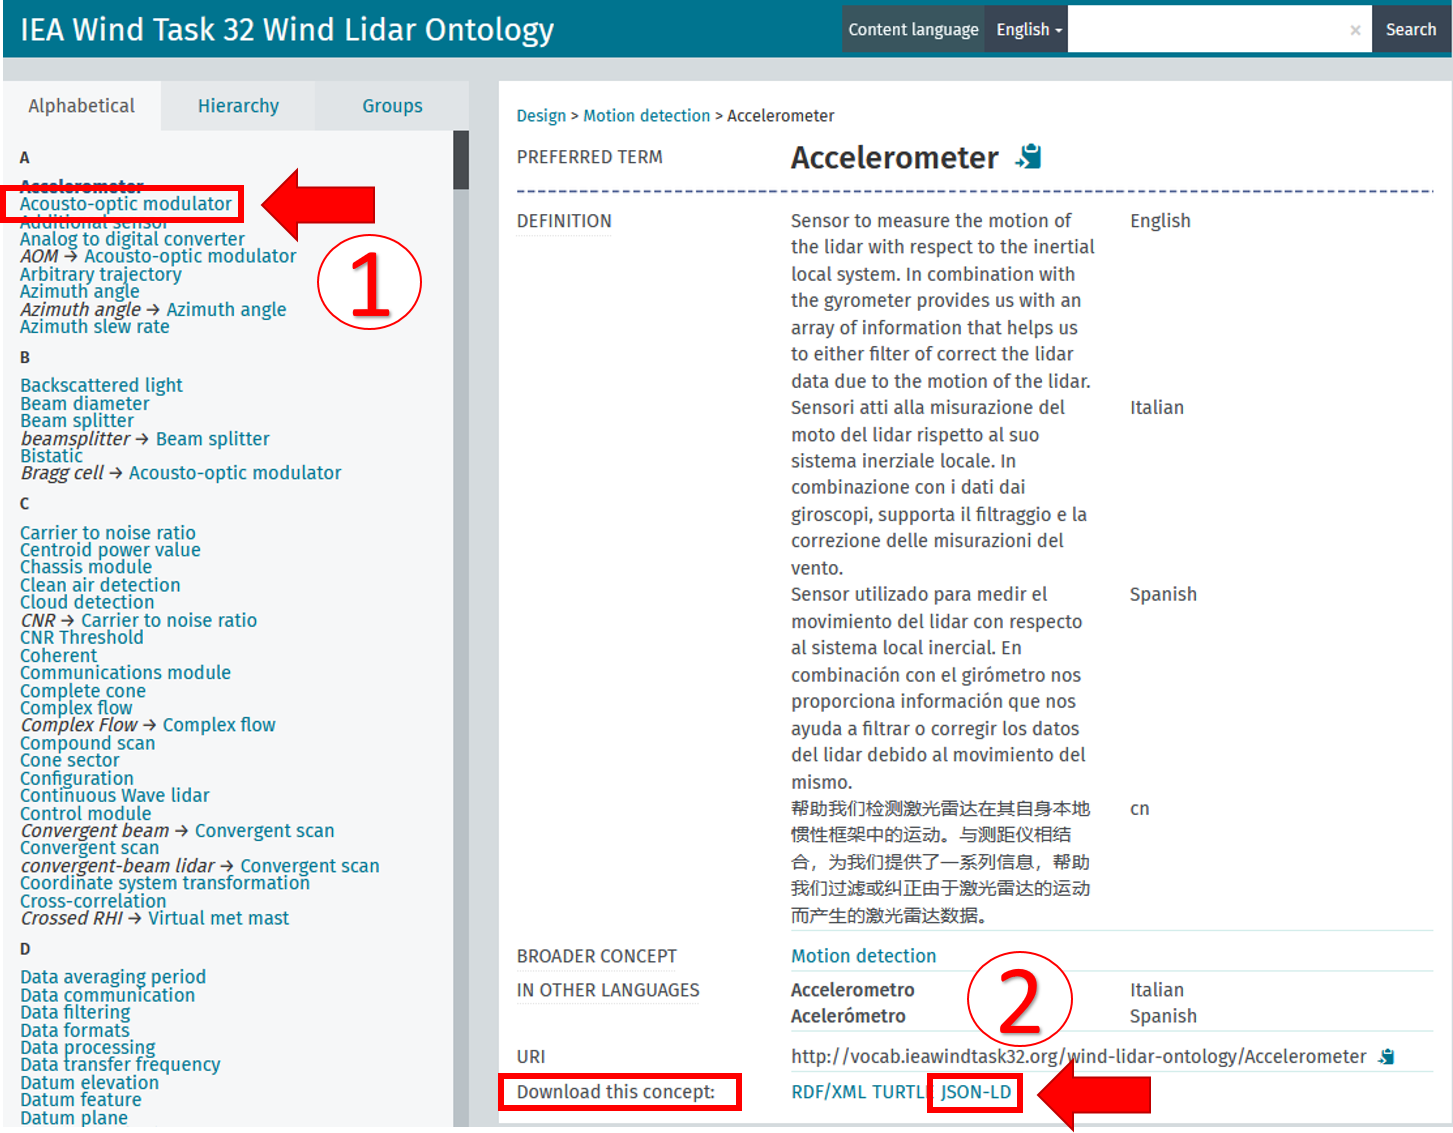 IEA Wind Task 32 Wind Lidar Ontology
Content language English × Search
Alphabetical Hierarchy Groups
A
Accelerometer
Acousto-optic modulator
Additional sensor
Analog to digital converter
AOM → Acousto-optic modulator
Arbitrary trajectory
Azimuth angle
Azimuth angle → Azimuth angle
Azimuth slew rate
1
B
Backscattered light
Beam diameter
Beam splitter
beamsplitter → Beam splitter
Bistatic
Bragg cell → Acousto-optic modulator
C
Carrier to noise ratio
Centroid power value
Chassis module
Clean air detection
Cloud detection
CNR → Carrier to noise ratio
CNR Threshold
Coherent
Communications module
Complete cone
Complex flow
Complex Flow → Complex flow
Compound scan
Cone sector
Configuration
Continuous Wave lidar
Control module
Convergent beam → Convergent scan
Convergent scan
convergent-beam lidar → Convergent scan
Coordinate system transformation
Cross-correlation
Crossed RHI → Virtual met mast
D
Data averaging period
Data communication
Data filtering
Data formats
Data processing
Data transfer frequency
Datum elevation
Datum feature
Datum plane
Design > Motion detection > Accelerometer
PREFERRED TERM Accelerometer
DEFINITION
Sensor to measure the motion of English
the lidar with respect to the inertial
local system. In combination with
the gyrometer provides us with an
array of information that helps us
to either filter of correct the lidar
data due to the motion of the lidar.
Sensori atti alla misurazione del Italian
moto del lidar rispetto al suo
sistema inerziale locale. In
combinazione con i dati dai
giroscopi, supporta il filtraggio e la
correzione delle misurazioni del
vento.
Sensor utilizado para medir el Spanish
movimiento del lidar con respecto
al sistema local inercial. En
combinación con el girómetro nos
proporciona información que nos
ayuda a filtrar o corregir los datos
del lidar debido al movimiento del
mismo.
帮助我们检测激光雷达在其自身本地 cn
惯性框架中的运动。与测距仪相结
合，为我们提供了一系列信息，帮助
我们过滤或纠正由于激光雷达的运动
而产生的激光雷达数据。
BROADER CONCEPT Motion detection
IN OTHER LANGUAGES Accelerometro Italian
Acelerómetro Spanish
2
URI http://vocab.ieawindtask32.org/wind-lidar-ontology/Accelerometer
Download this concept: RDF/XML TURTLE JSON-LD